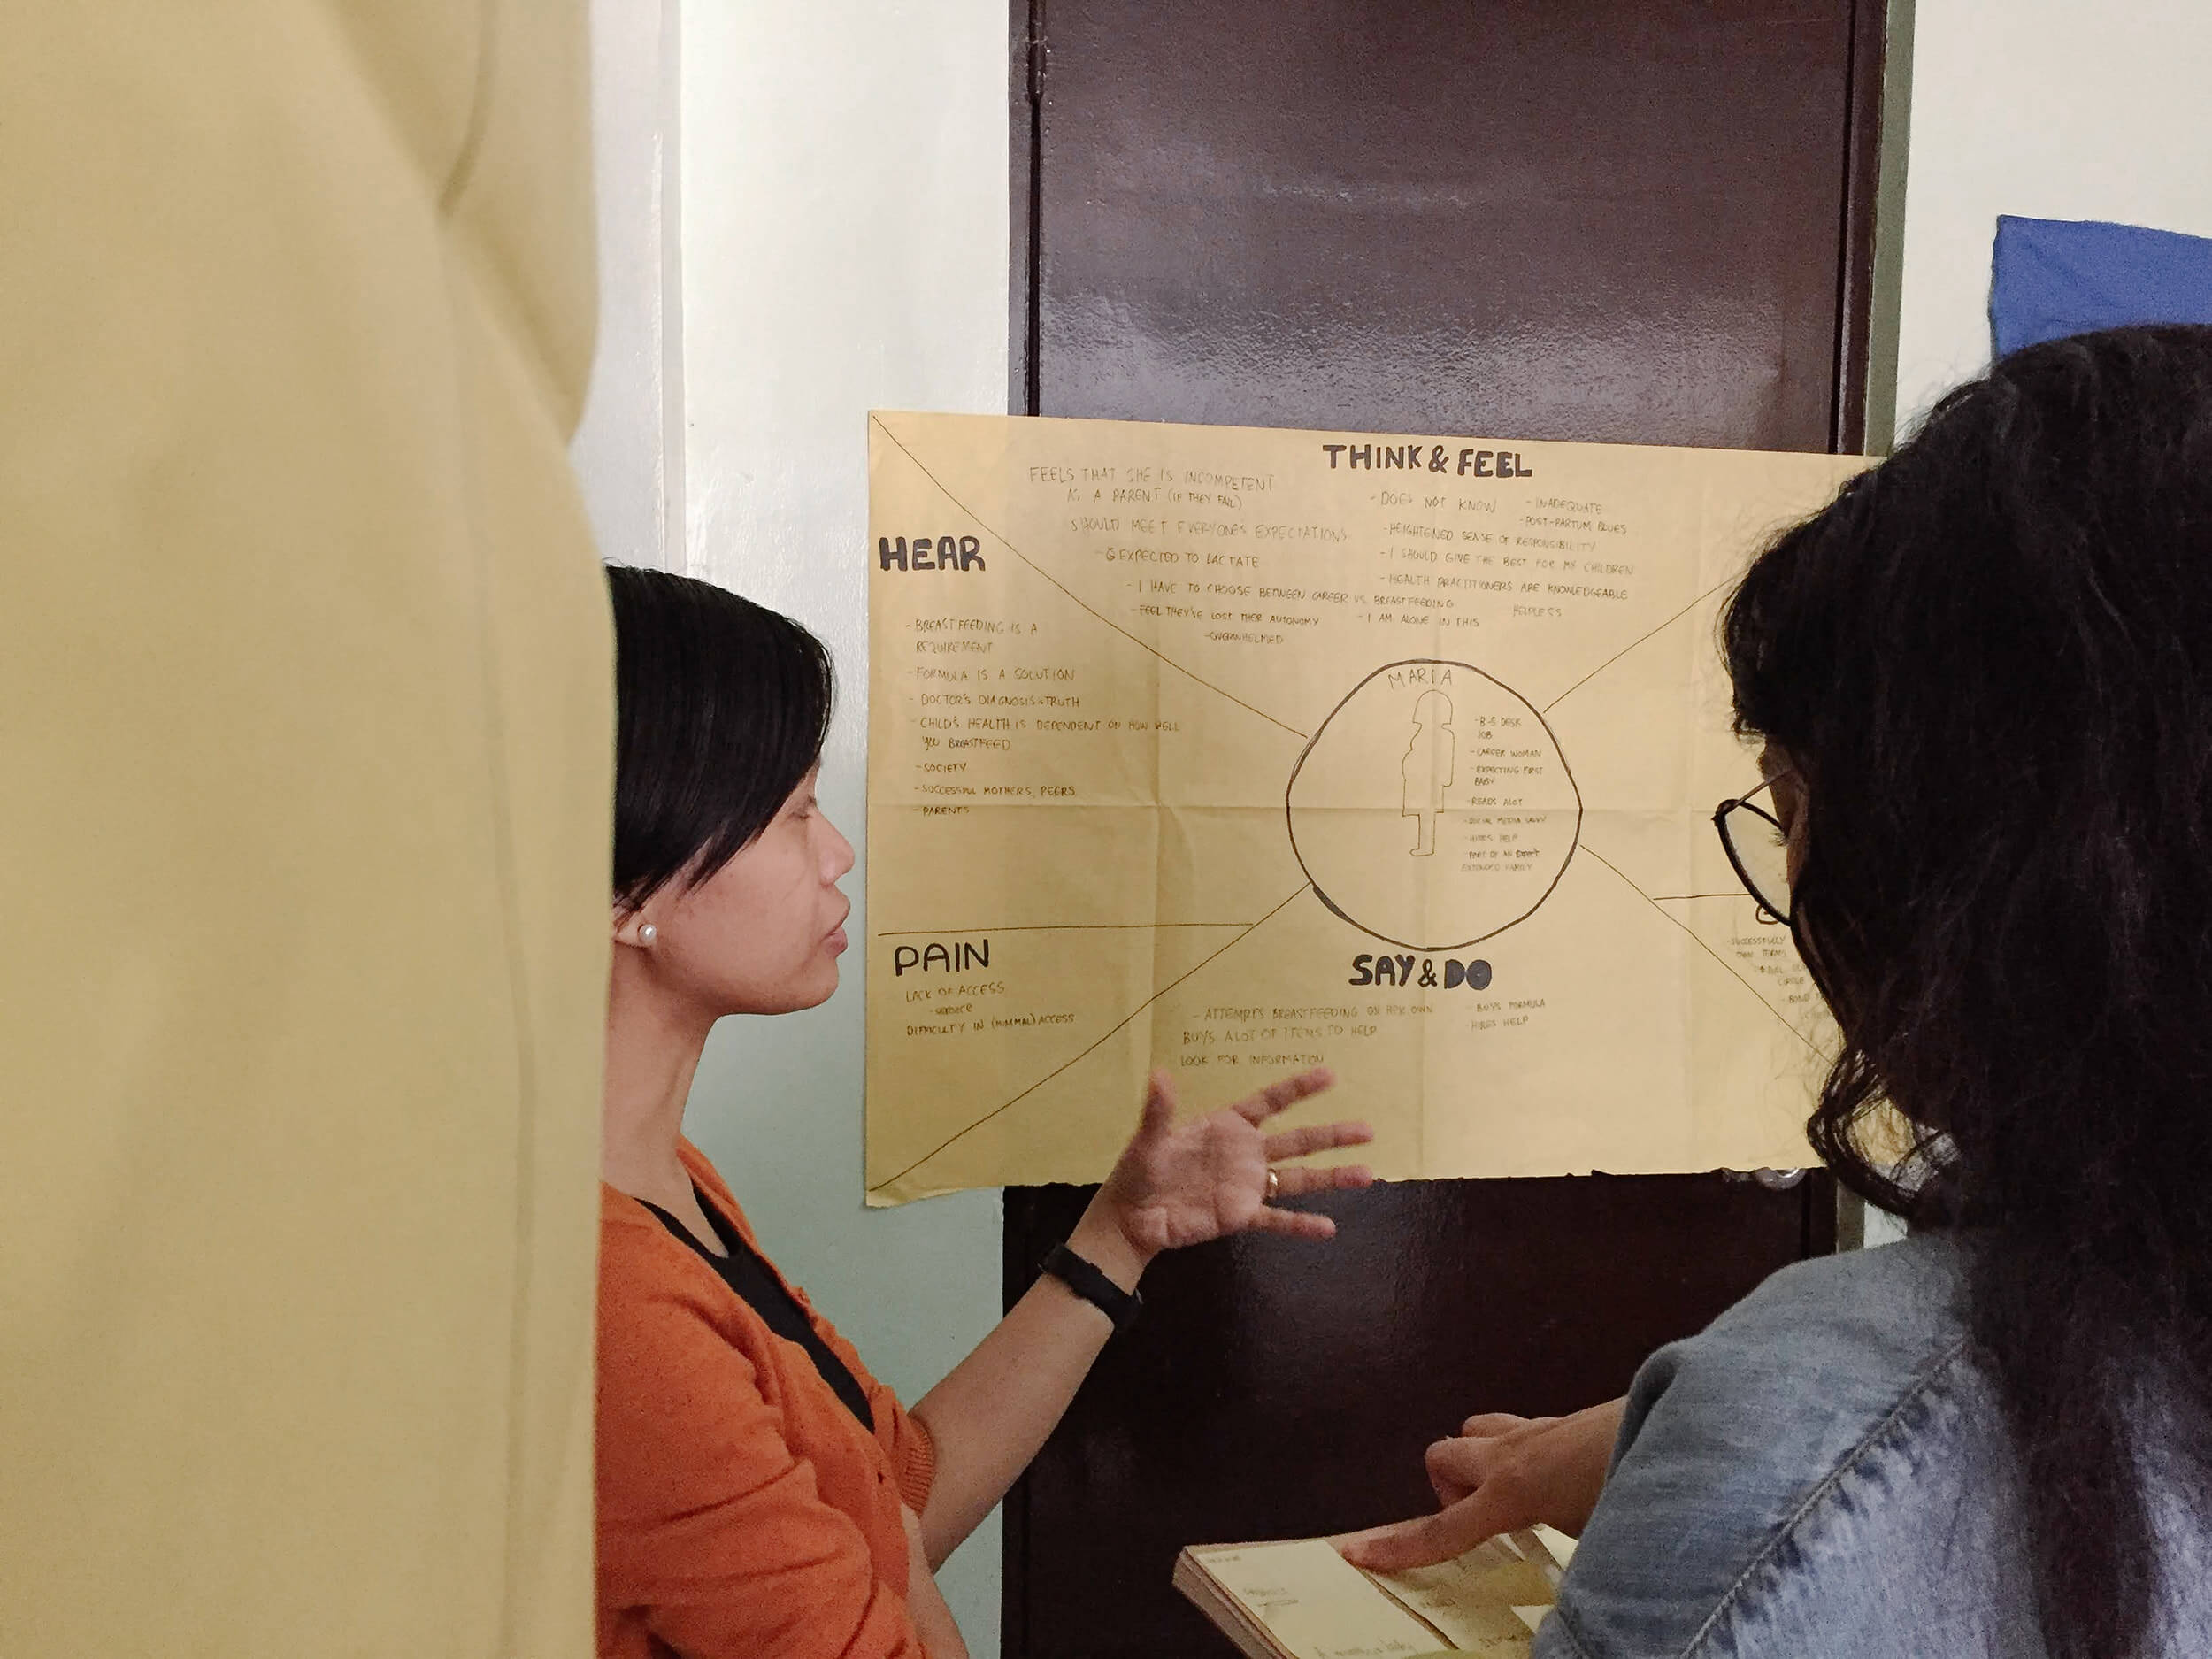 THINK & FEEL
FEELS THAT SHE IS INCOMPETENT
AS A PARENT (IF THEY FAIL)
SHOULD MEET EVERYONE'S EXPECTATIONS
EXPECTED TO LACTATE
- I HAVE TO CHOOSE BETWEEN CAREER VS. BREASTFEEDING
- FEEL THEY'VE LOST THEIR AUTONOMY
- OVERWHELMED
- I AM ALONE IN THIS
- DOES NOT KNOW
- INADEQUATE
- POST-PARTUM BLUES
- HEIGHTENED SENSE OF RESPONSIBILITY
- I SHOULD GIVE THE BEST FOR MY CHILDREN
- HEALTH PRACTITIONERS ARE KNOWLEDGEABLE
HELPLESS
HEAR
- BREASTFEEDING IS A
REQUIREMENT
- FORMULA IS A SOLUTION
- DOCTOR'S DIAGNOSIS = TRUTH
- CHILD'S HEALTH IS DEPENDENT ON HOW WELL
YOU BREASTFEED
- SOCIETY
- SUCCESSFUL MOTHERS, PEERS
- PARENTS
MARIA
- 8-5 DESK
JOB
- CAREER WOMAN
- EXPECTING FIRST
BABY
- READS ALOT
- SOCIAL MEDIA SAVVY
- HIRES HELP
- PART OF AN
EXTENDED FAMILY
PAIN
LACK OF ACCESS
DIFFICULTY IN ACCESS
SAY & DO
- ATTEMPTS BREASTFEEDING ON HER OWN
BUYS ALOT OF ITEMS TO HELP
LOOK FOR INFORMATION
- BUYS FORMULA
- HIRES HELP
- SUCCESSFULLY
OWN TERMS